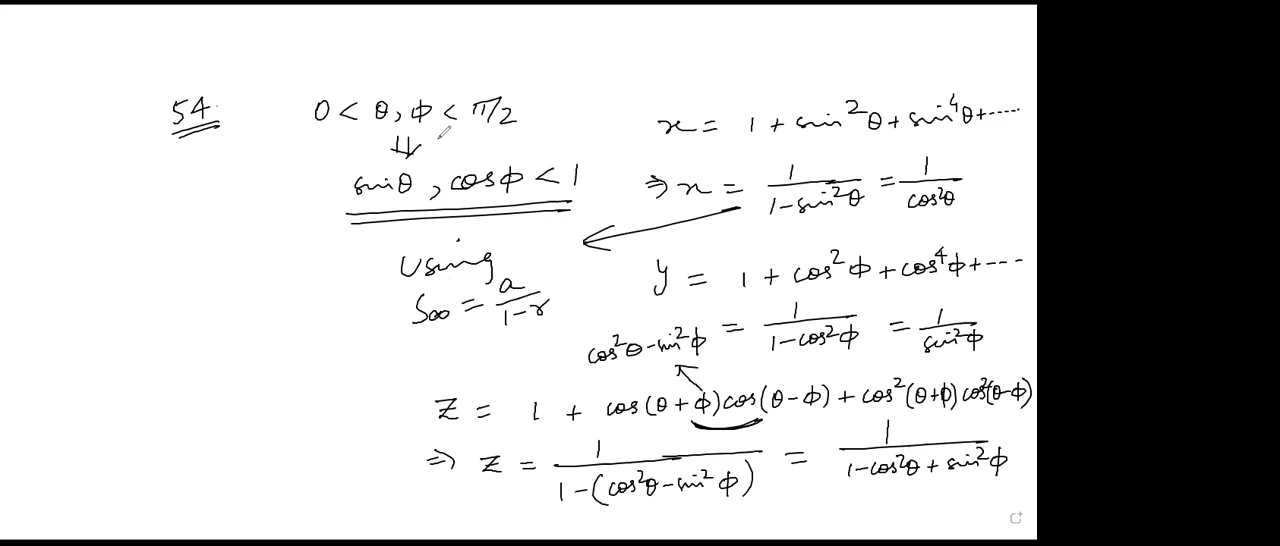 54.
0 < θ, φ < π/2
⇓
sinθ, cosφ < 1
Using
S∞ = a/(1-r)
x = 1 + sin²θ + sin⁴θ + .....
⇒ x = 1/(1-sin²θ) = 1/cos²θ
y = 1 + cos²φ + cos⁴φ + ---
= 1/(1-cos²φ) = 1/sin²φ
cos²θ - sin²φ
z = 1 + cos(θ+φ)cos(θ-φ) + cos²(θ+φ)cos²(θ-φ)
⇒ z = 1/(1-(cos²θ-sin²φ)) = 1/(1-cos²θ+sin²φ)